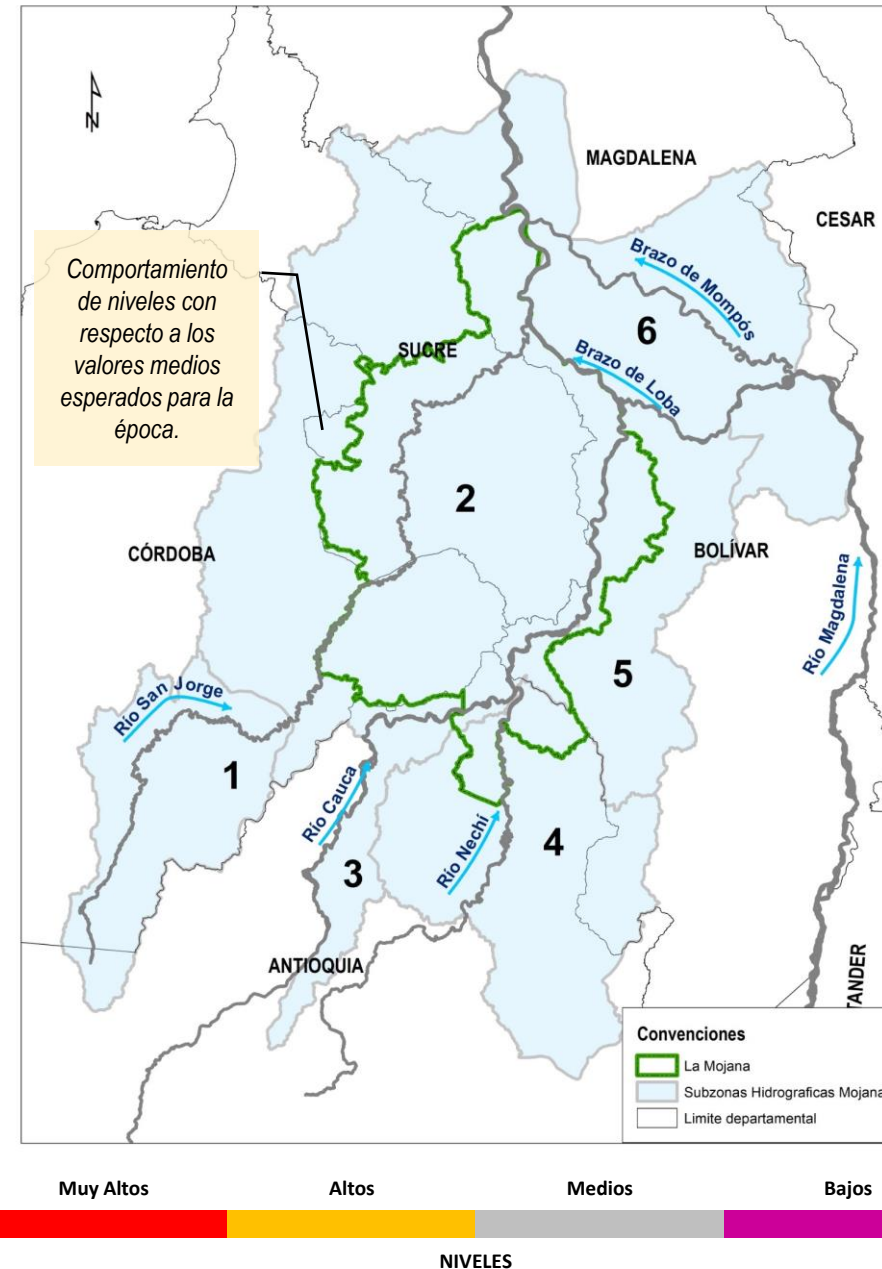 N
MAGDALENA
CESAR
Comportamiento
de niveles con
respecto a los
valores medios
esperados para la
época.
Brazo de Mompós
6
SUCRE
Brazo de Loba
2
CÓRDOBA
BOLÍVAR
Río Magdalena
5
Río San Jorge
1
Río Cauca
3
Río Nechí
4
ANTIOQUIA
TANDER
Convenciones
La Mojana
Subzonas Hidrograficas Mojana
Limite departamental
Muy Altos Altos Medios Bajos
NIVELES